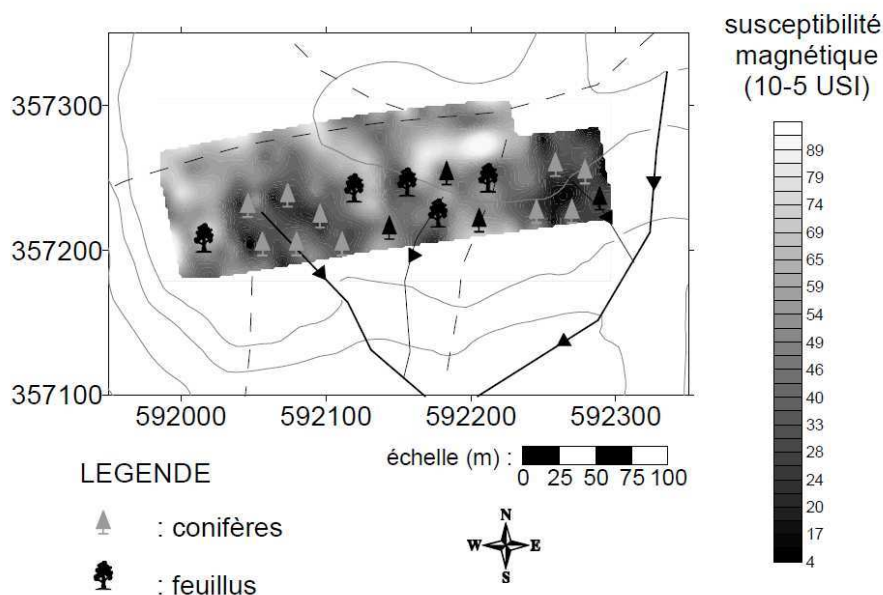 susceptibilité
magnétique
(10-5 USI)
357300
357200
357100
592000
592100
592200
592300
89
79
74
69
65
59
54
49
46
40
33
28
24
20
17
4
échelle (m) :
0 25 50 75 100
LEGENDE
: conifères
: feuillus
N
W E
S